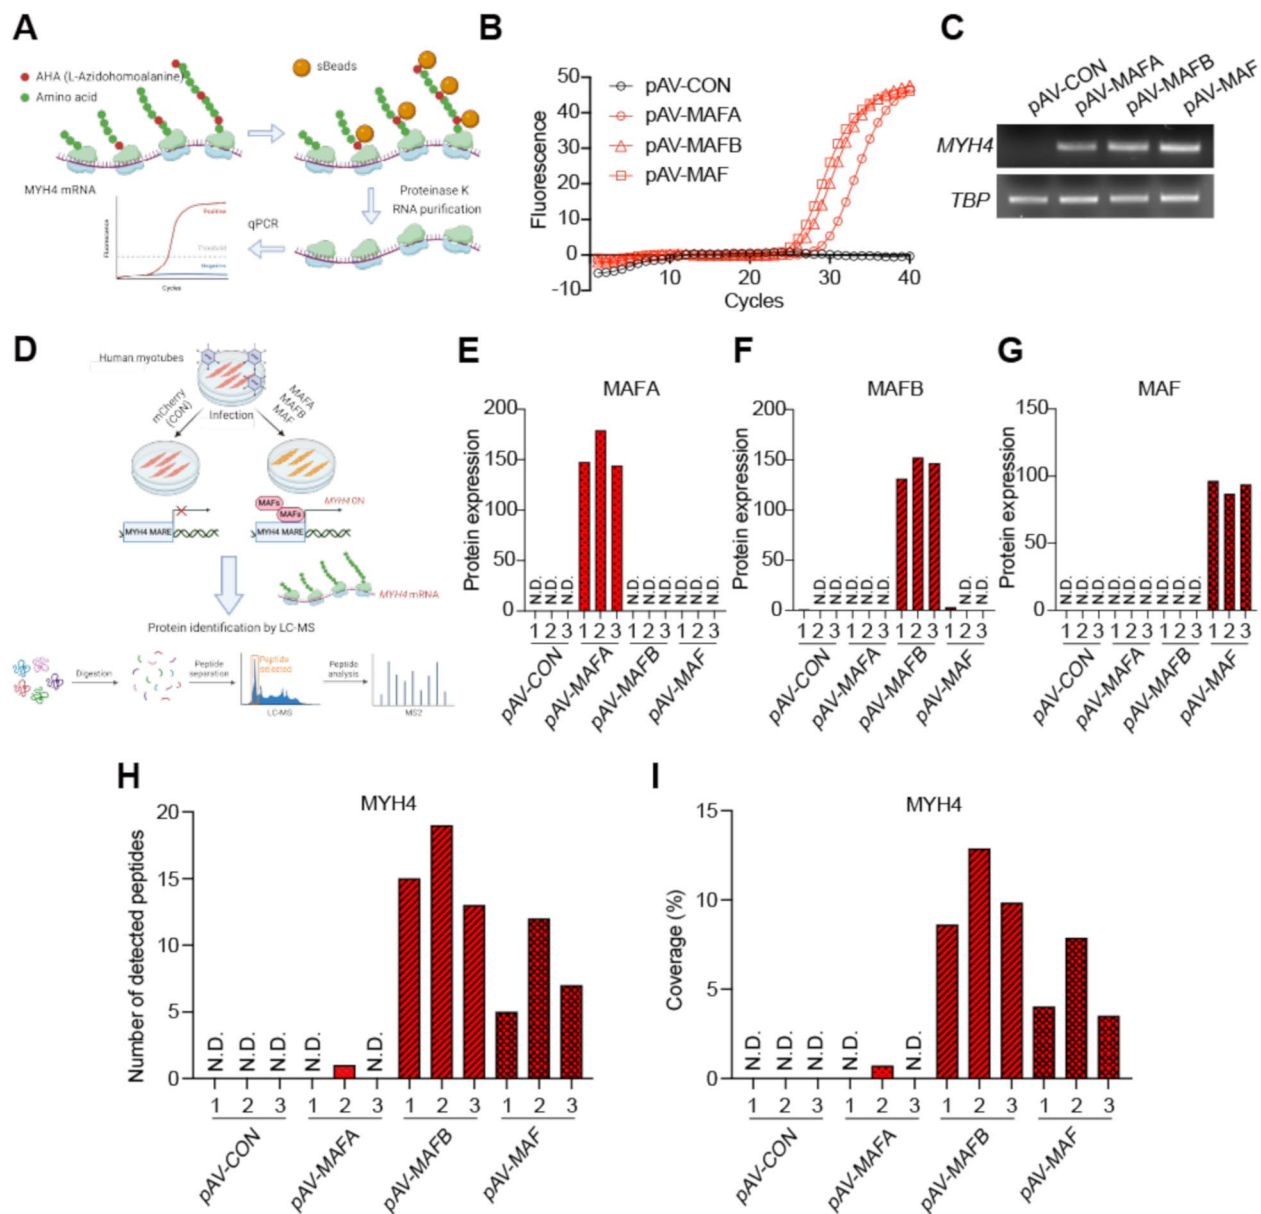 A
AHA (L-Azidohomoalanine)
Amino acid
sBeads
MYH4 mRNA
Proteinase K
RNA purification
qPCR
Fluorescence
Positive
Threshold
Negative
Cycles
B
Fluorescence
50
40
30
20
10
0
-10
pAV-CON
pAV-MAFA
pAV-MAFB
pAV-MAF
10
20
30
40
Cycles
C
pAV-CON
pAV-MAFA
pAV-MAFB
pAV-MAF
MYH4
TBP
D
Human myotubes
mCherry
(CON)
Infection
MAFA
MAFB
MAF
MAFs
MAFs
MYH4 ON
MYH4 MARE
MYH4 MARE
MYH4 mRNA
Protein identification by LC-MS
Digestion
Peptide
separation
Peptide
selected
LC-MS
Peptide
analysis
MS2
E
MAFA
Protein expression
200
150
100
50
0
N.D. N.D. N.D. N.D. N.D. N.D. N.D. N.D. N.D.
1 2 3 1 2 3 1 2 3 1 2 3
pAV-CON
pAV-MAFA
pAV-MAFB
pAV-MAF
F
MAFB
Protein expression
200
150
100
50
0
N.D. N.D. N.D. N.D. N.D. N.D. N.D.
1 2 3 1 2 3 1 2 3 1 2 3
pAV-CON
pAV-MAFA
pAV-MAFB
pAV-MAF
G
MAF
Protein expression
150
100
50
0
N.D. N.D. N.D. N.D. N.D. N.D. N.D. N.D. N.D.
1 2 3 1 2 3 1 2 3 1 2 3
pAV-CON
pAV-MAFA
pAV-MAFB
pAV-MAF
H
MYH4
Number of detected peptides
20
15
10
5
0
N.D. N.D. N.D. N.D. N.D.
1 2 3 1 2 3 1 2 3 1 2 3
pAV-CON
pAV-MAFA
pAV-MAFB
pAV-MAF
I
MYH4
Coverage (%)
15
10
5
0
N.D. N.D. N.D. N.D. N.D.
1 2 3 1 2 3 1 2 3 1 2 3
pAV-CON
pAV-MAFA
pAV-MAFB
pAV-MAF